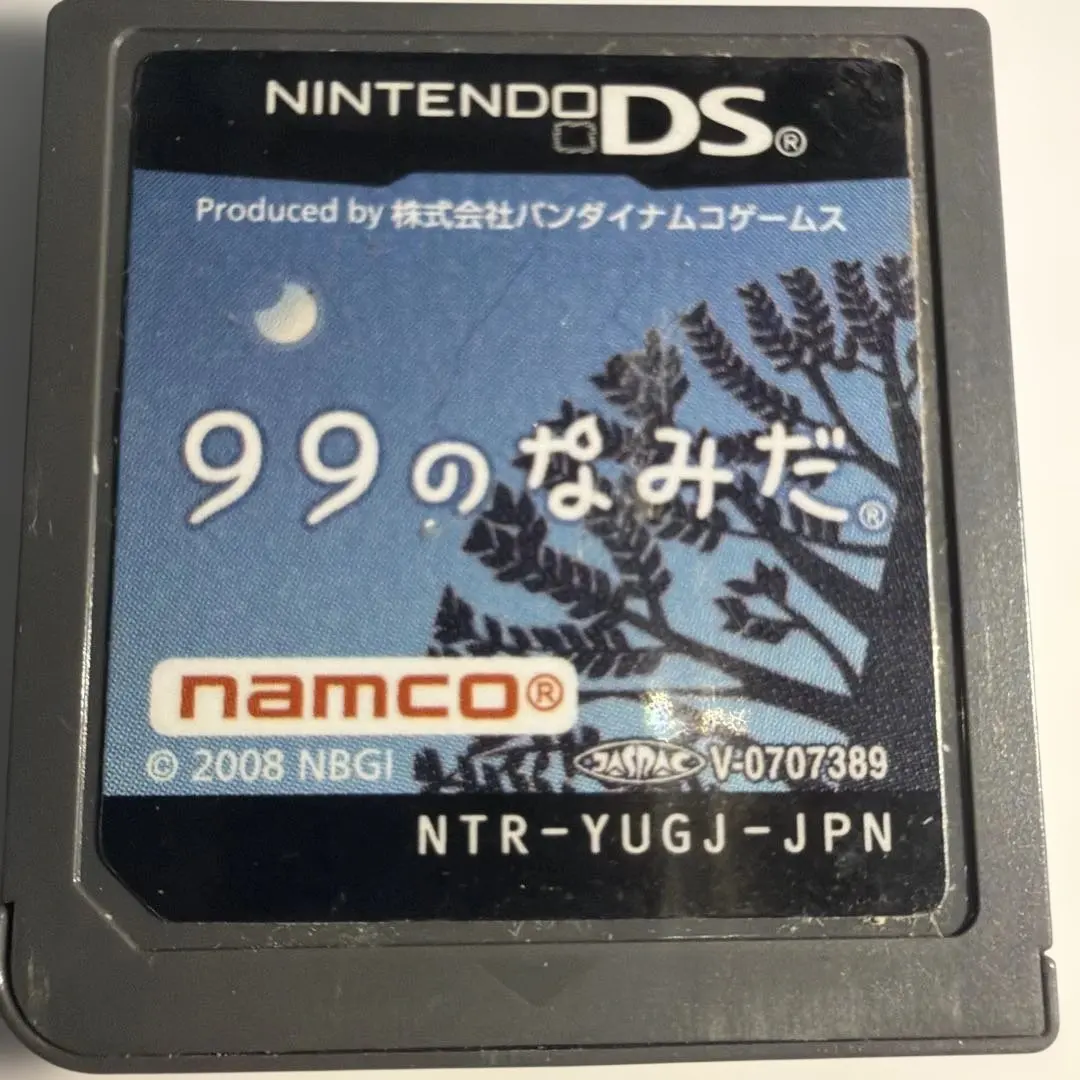 NINTENDO DS®
Produced by 株式会社バンダイナムコゲームス
99のなみだ®
namco®
© 2008 NBGI
JASRAC V-0707389
NTR-YUGJ-JPN